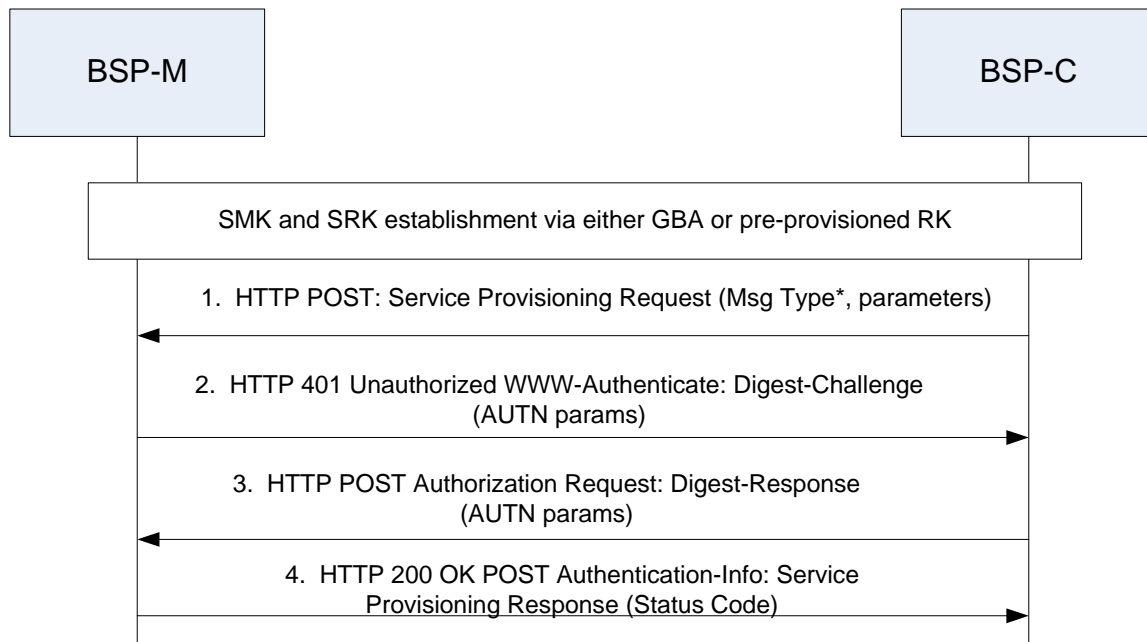 BSP-M
BSP-C
SMK and SRK establishment via either GBA or pre-provisioned RK
1. HTTP POST: Service Provisioning Request (Msg Type*, parameters)
2. HTTP 401 Unauthorized WWW-Authenticate: Digest-Challenge
(AUTN params)
3. HTTP POST Authorization Request: Digest-Response
(AUTN params)
4. HTTP 200 OK POST Authentication-Info: Service
Provisioning Response (Status Code)